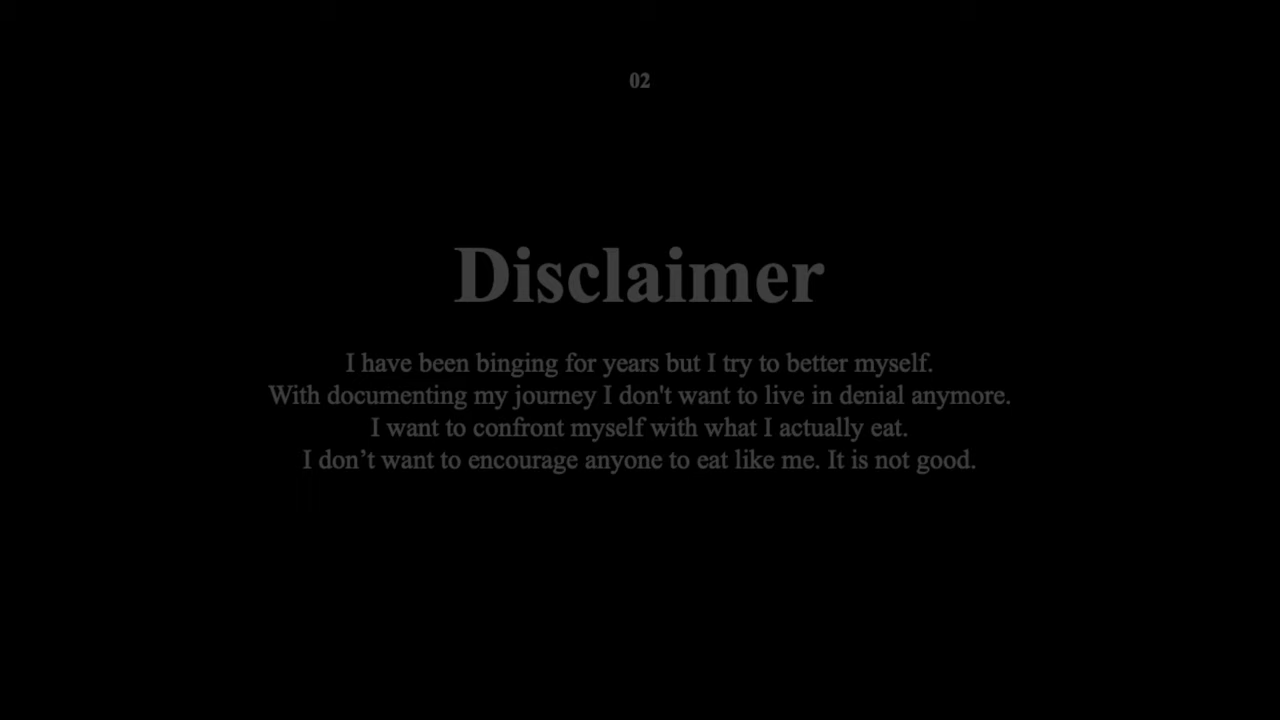 02
Disclaimer
I have been binging for years but I try to better myself.
With documenting my journey I don't want to live in denial anymore.
I want to confront myself with what I actually eat.
I don’t want to encourage anyone to eat like me. It is not good.